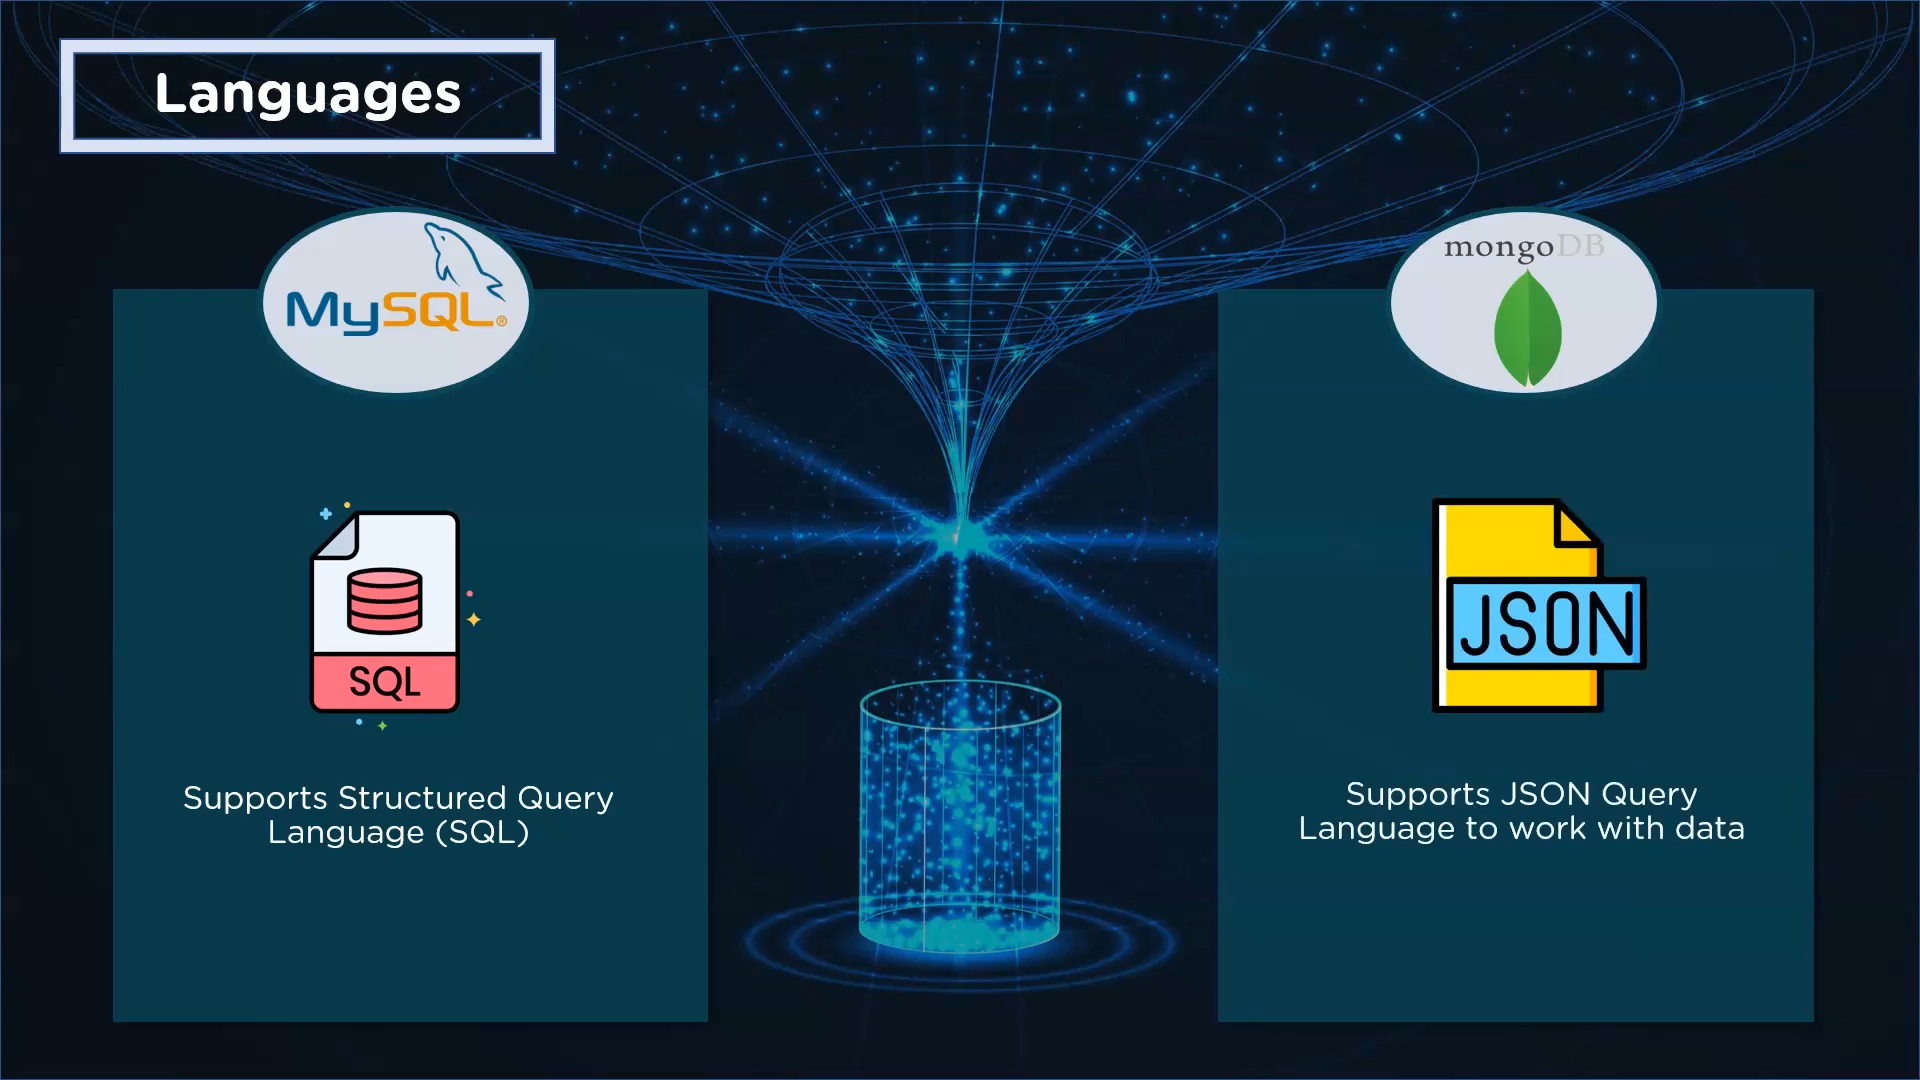 Languages
MySQL®
SQL
Supports Structured Query
Language (SQL)
mongoDB
JSON
Supports JSON Query
Language to work with data